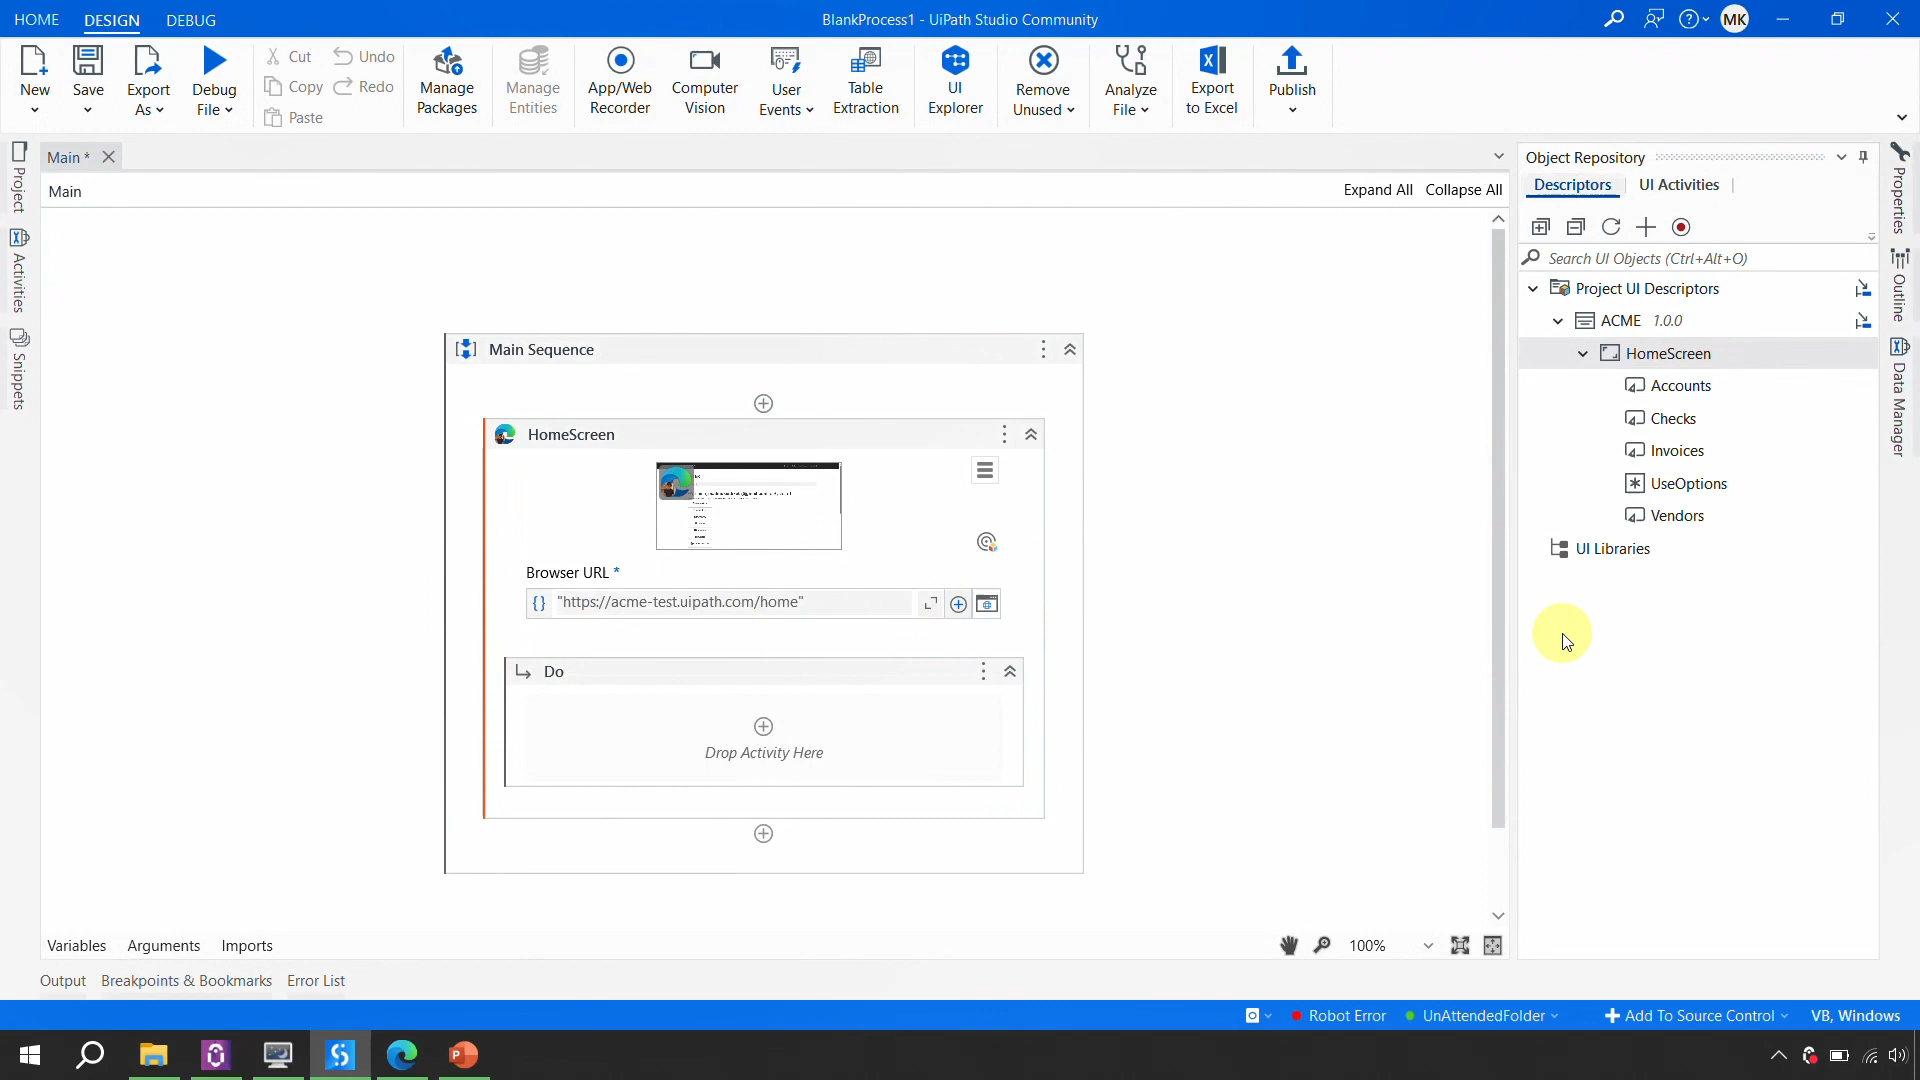 HOME DESIGN DEBUG
BlankProcess1 - UiPath Studio Community
MK
New
Save
Export As
Debug File
Cut
Copy
Paste
Undo
Redo
Manage Packages
Manage Entities
App/Web Recorder
Computer Vision
User Events
Table Extraction
UI Explorer
Remove Unused
Analyze File
Export to Excel
Publish
Project
Activities
Snippets
Main *
Main
Expand All Collapse All
Main Sequence
HomeScreen
Browser URL *
"https://acme-test.uipath.com/home"
Do
Drop Activity Here
Object Repository
Descriptors UI Activities
Search UI Objects (Ctrl+Alt+O)
Project UI Descriptors
ACME 1.0.0
HomeScreen
Accounts
Checks
Invoices
UseOptions
Vendors
UI Libraries
Properties
Outline
Data Manager
Variables Arguments Imports
100%
Output Breakpoints & Bookmarks Error List
Robot Error UnAttendedFolder Add To Source Control VB, Windows